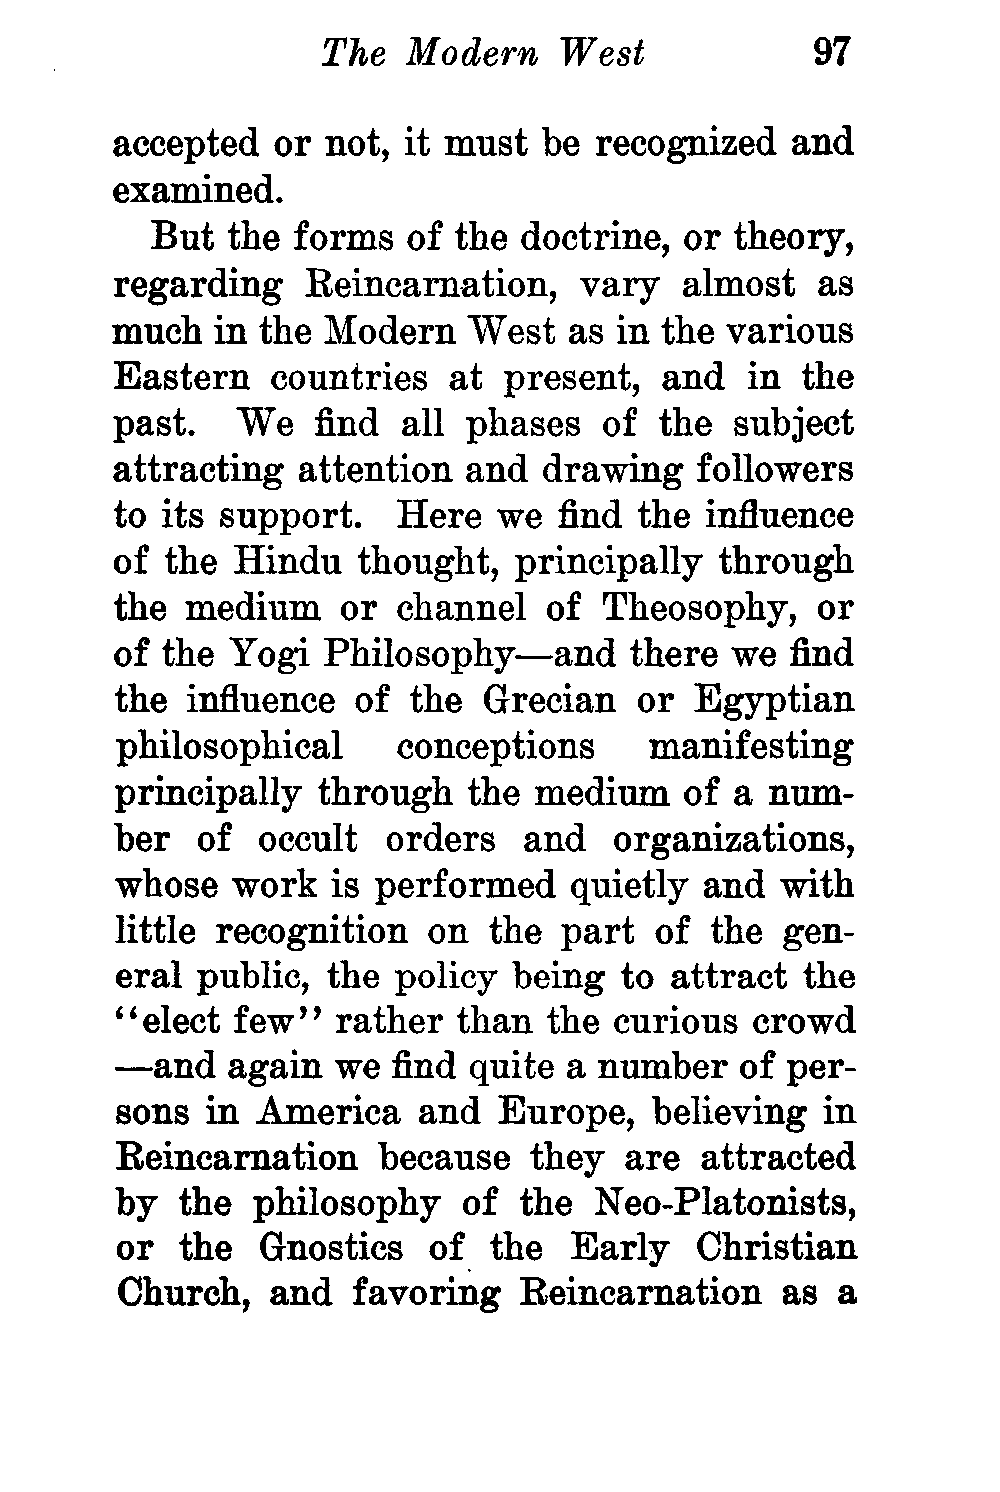 The Modern West 97
accepted or not, it must be recognized and
examined.
But the forms of the doctrine, or theory,
regarding Reincarnation, vary almost as
much in the Modern West as in the various
Eastern countries at present, and in the
past. We find all phases of the subject
attracting attention and drawing followers
to its support. Here we find the influence
of the Hindu thought, principally through
the medium or channel of Theosophy, or
of the Yogi Philosophy—and there we find
the influence of the Grecian or Egyptian
philosophical conceptions manifesting
principally through the medium of a num-
ber of occult orders and organizations,
whose work is performed quietly and with
little recognition on the part of the gen-
eral public, the policy being to attract the
“elect few” rather than the curious crowd
—and again we find quite a number of per-
sons in America and Europe, believing in
Reincarnation because they are attracted
by the philosophy of the Neo-Platonists,
or the Gnostics of the Early Christian
Church, and favoring Reincarnation as a